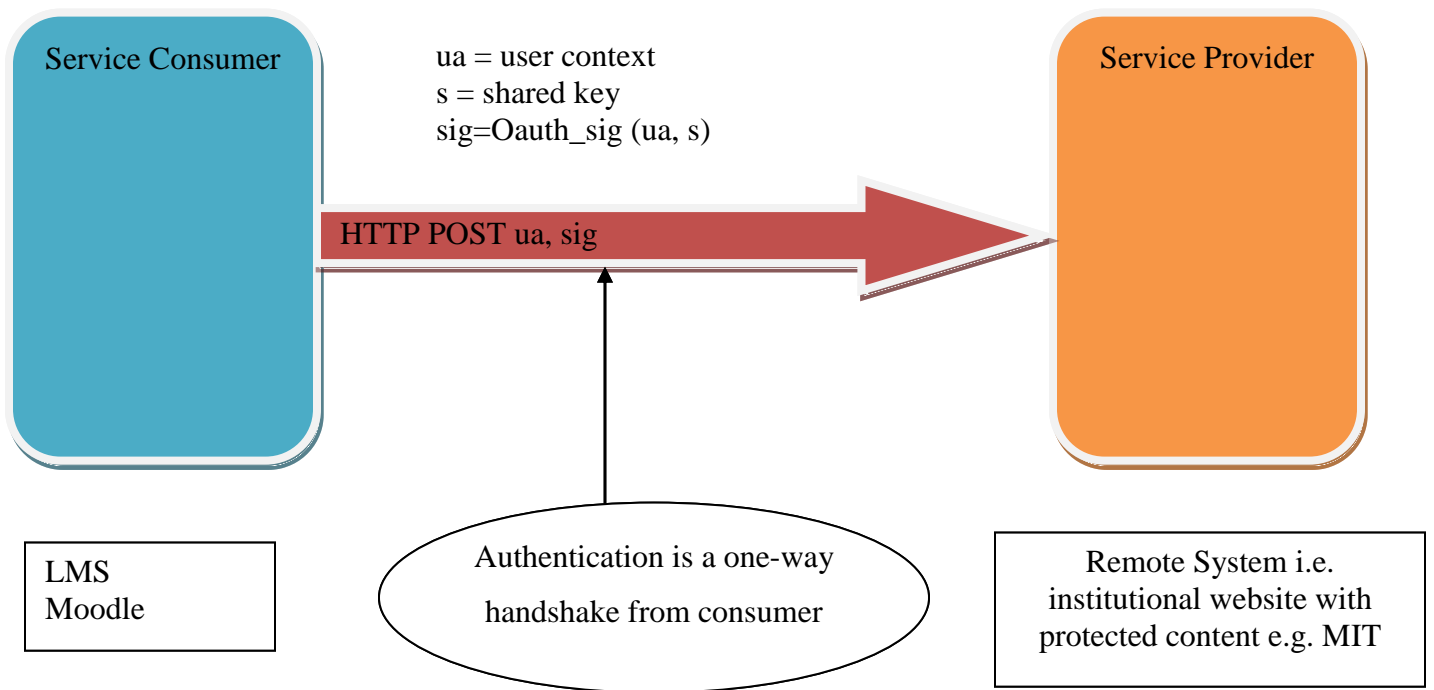 Service Consumer
ua = user context
s = shared key
sig=Oauth_sig (ua, s)
Service Provider
HTTP POST ua, sig
LMS
Moodle
Authentication is a one-way
handshake from consumer
Remote System i.e.
institutional website with
protected content e.g. MIT